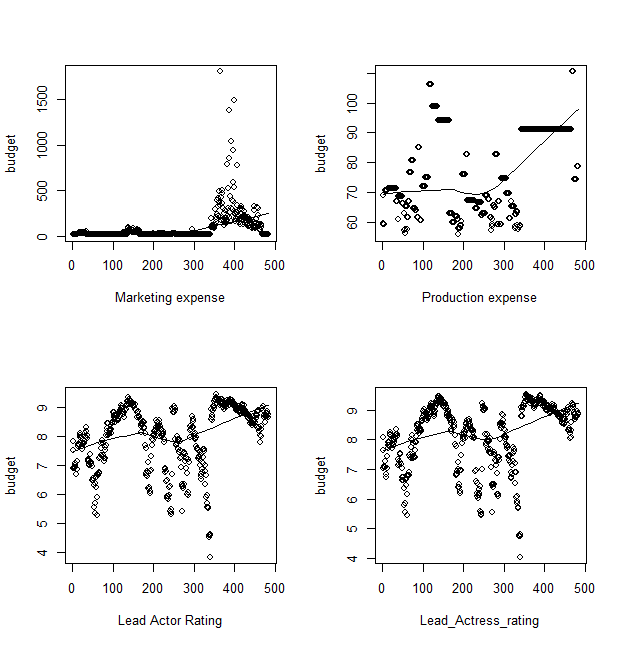 budget
0 500 1000 1500
0 100 200 300 400 500
Marketing expense
budget
60 70 80 90 100
0 100 200 300 400 500
Production expense
budget
4 5 6 7 8 9
0 100 200 300 400 500
Lead Actor Rating
budget
4 5 6 7 8 9
0 100 200 300 400 500
Lead_Actress_rating